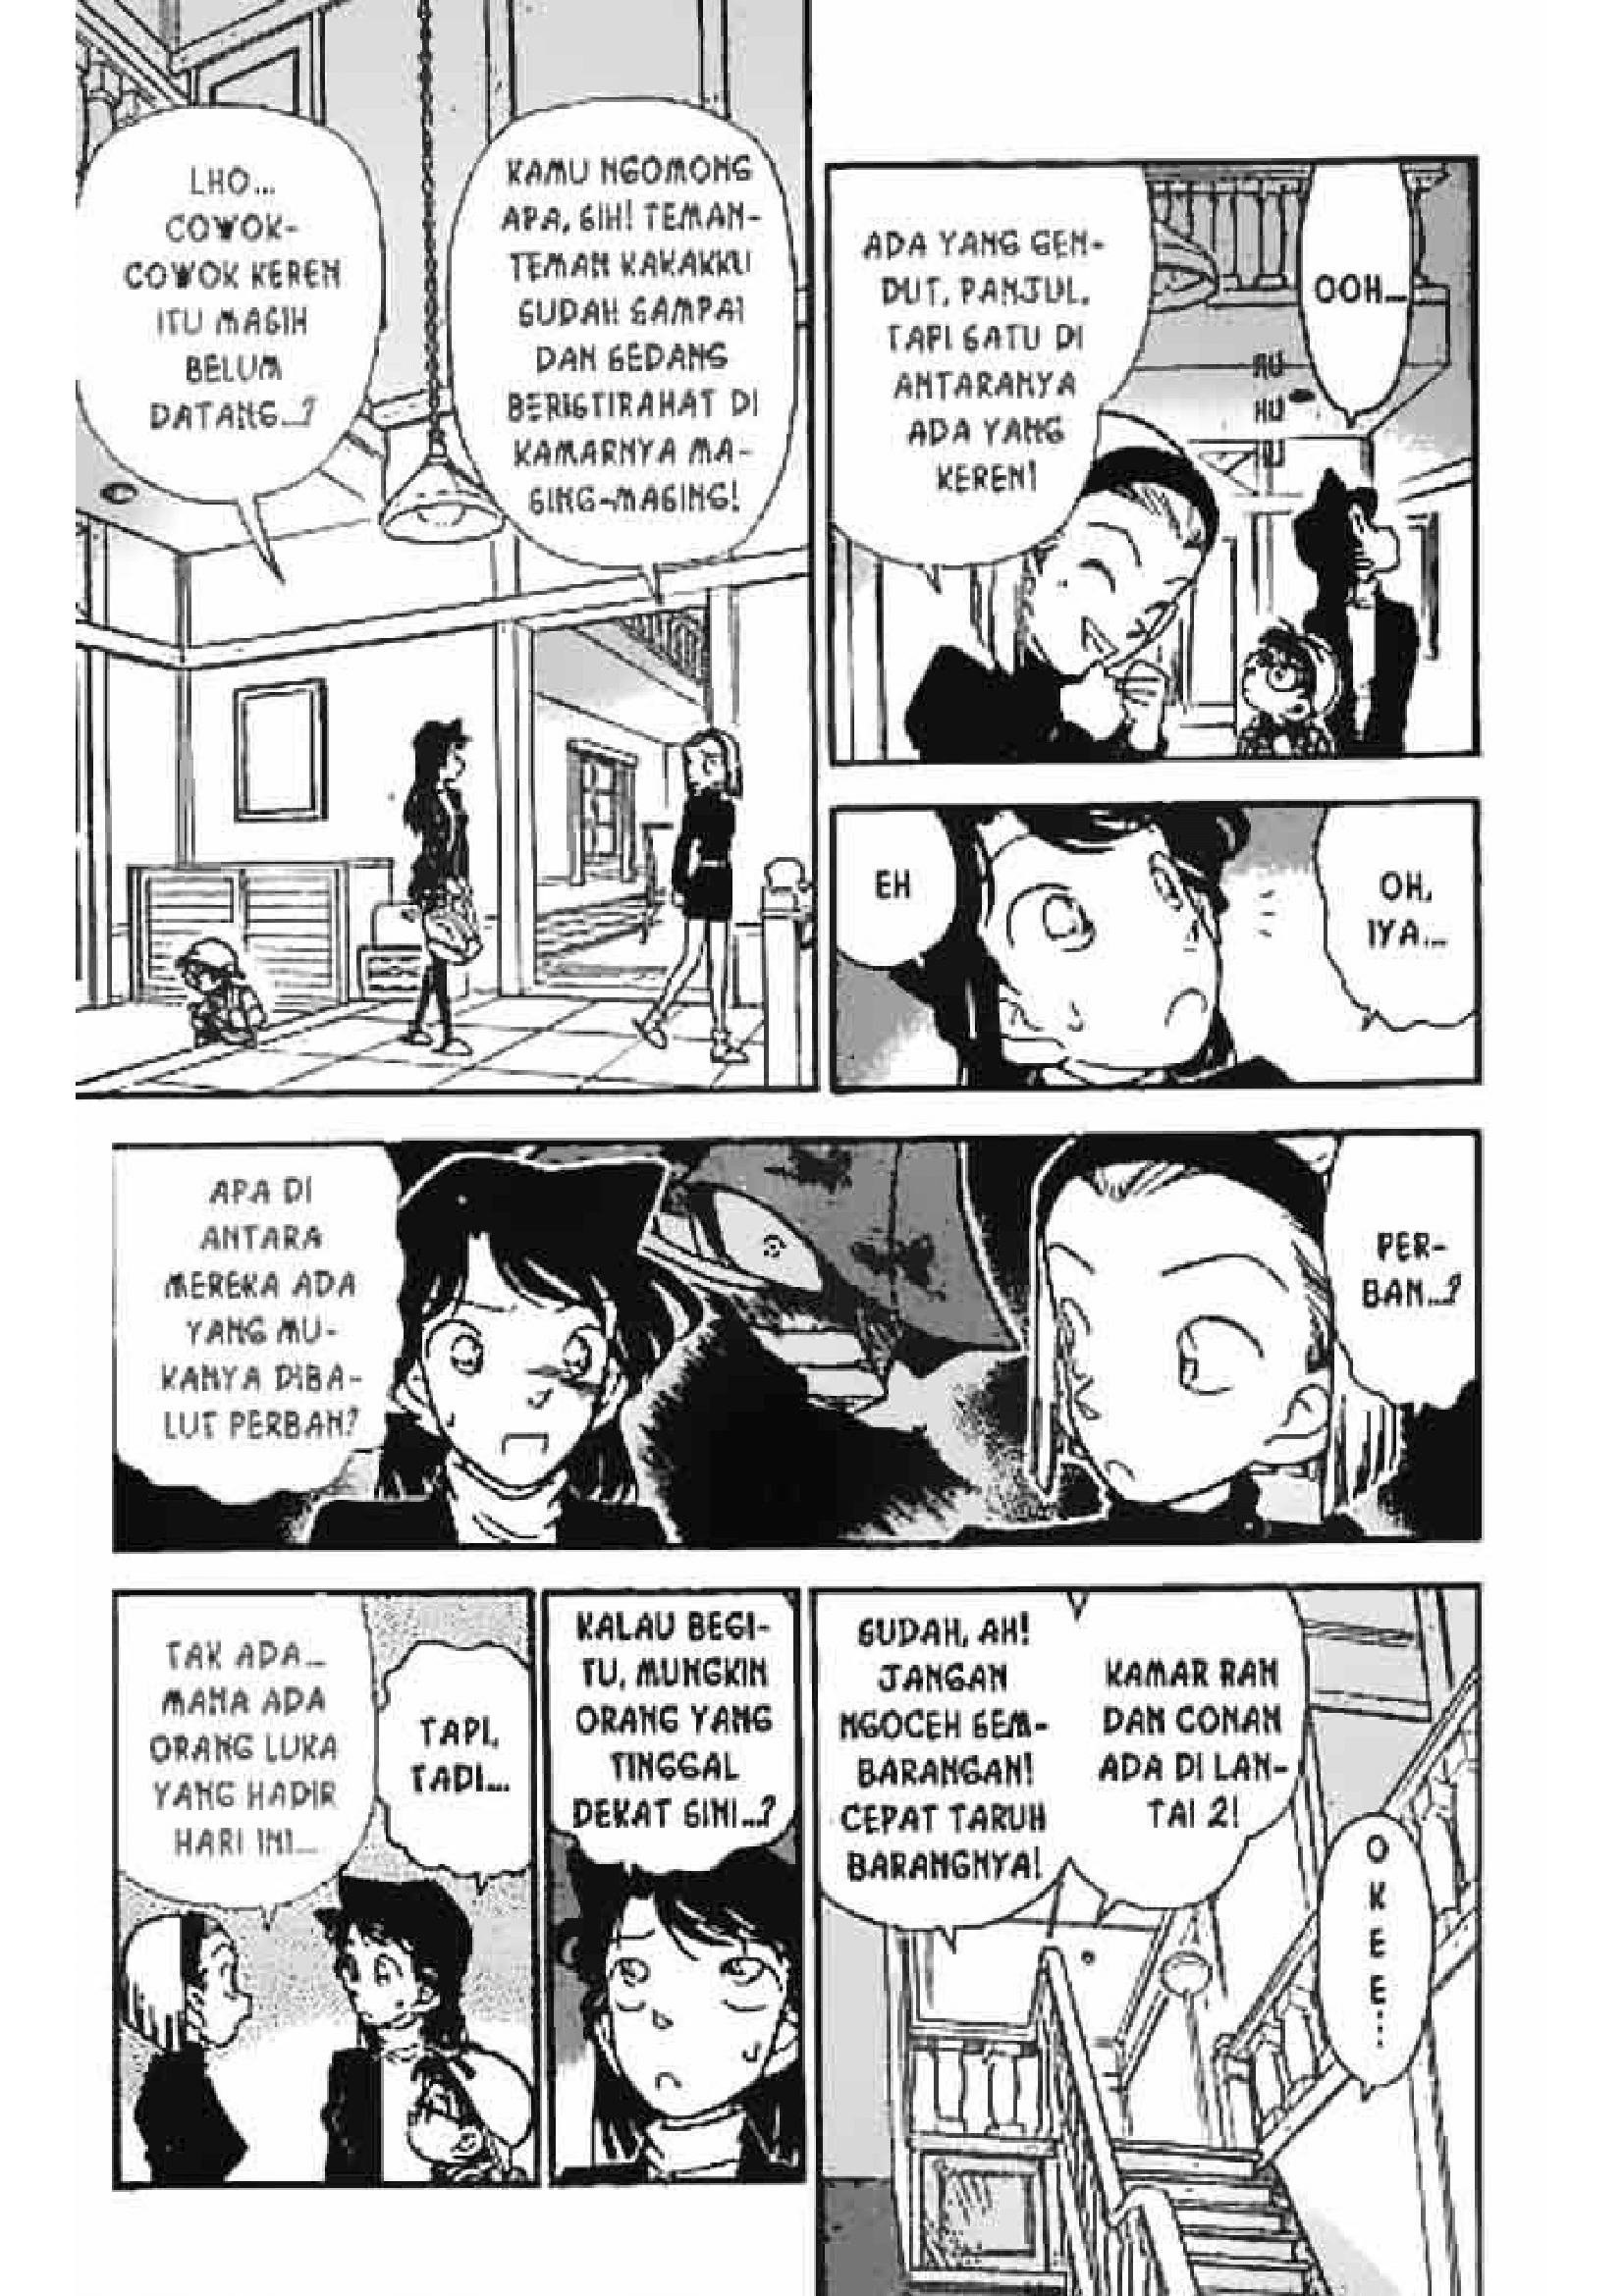 LHO...
COWOK-
COWOK KEREN
ITU MASIH
BELUM
DATANG...?
KAMU NGOMONG
APA, SIH! TEMAN-
TEMAN KAKAKKU
SUDAH SAMPAI
DAN SEDANG
BERISTIRAHAT DI
KAMARNYA MA-
SING-MASING!
ADA YANG GEN-
DUT, PANJUL,
TAPI SATU DI
ANTARANYA
ADA YANG
KEREN!
HU
HU
HU
OOH...
EH
OH,
IYA...
APA DI
ANTARA
MEREKA ADA
YANG MU-
KANYA DIBA-
LUT PERBAN?
PER-
BAN...?
TAK ADA...
MANA ADA
ORANG LUKA
YANG HADIR
HARI INI...
TAPI,
TADI...
KALAU BEGI-
TU, MUNGKIN
ORANG YANG
TINGGAL
DEKAT SINI...?
SUDAH, AH!
JANGAN
NGOCEH SEM-
BARANGAN!
CEPAT TARUH
BARANGNYA!
KAMAR RAN
DAN CONAN
ADA DI LAN-
TAI 2!
OKEE...